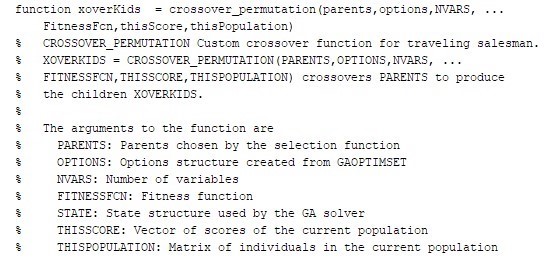 function xoverKids  = crossover_permutation(parents,options,NVARS, ...
    FitnessFcn,thisScore,thisPopulation)
%   CROSSOVER_PERMUTATION Custom crossover function for traveling salesman.
%   XOVERKIDS = CROSSOVER_PERMUTATION(PARENTS,OPTIONS,NVARS, ...
%   FITNESSFCN,THISSCORE,THISPOPULATION) crossovers PARENTS to produce
%   the children XOVERKIDS.
%
%   The arguments to the function are
%     PARENTS: Parents chosen by the selection function
%     OPTIONS: Options structure created from GAOPTIMSET
%     NVARS: Number of variables
%     FITNESSFCN: Fitness function
%     STATE: State structure used by the GA solver
%     THISSCORE: Vector of scores of the current population
%     THISPOPULATION: Matrix of individuals in the current population